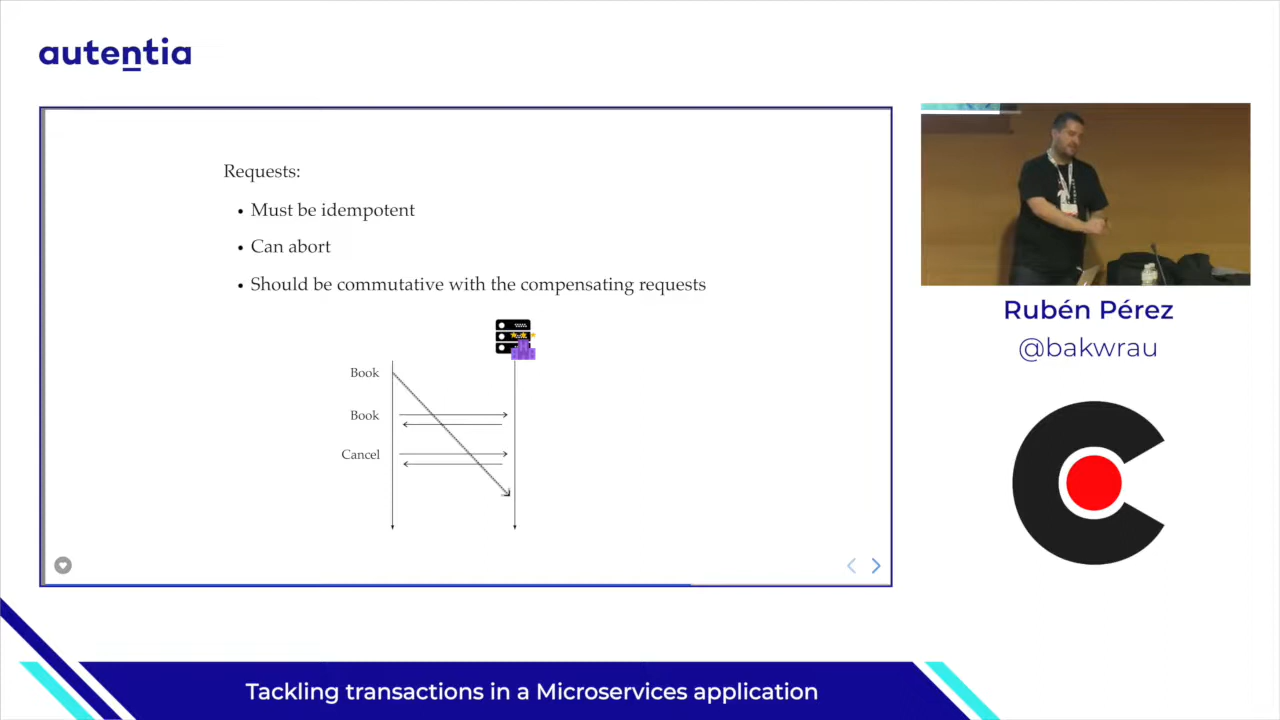 autentia
Requests:
• Must be idempotent
• Can abort
• Should be commutative with the compensating requests
Book
Book
Cancel
Rubén Pérez
@bakwrau
Tackling transactions in a Microservices application